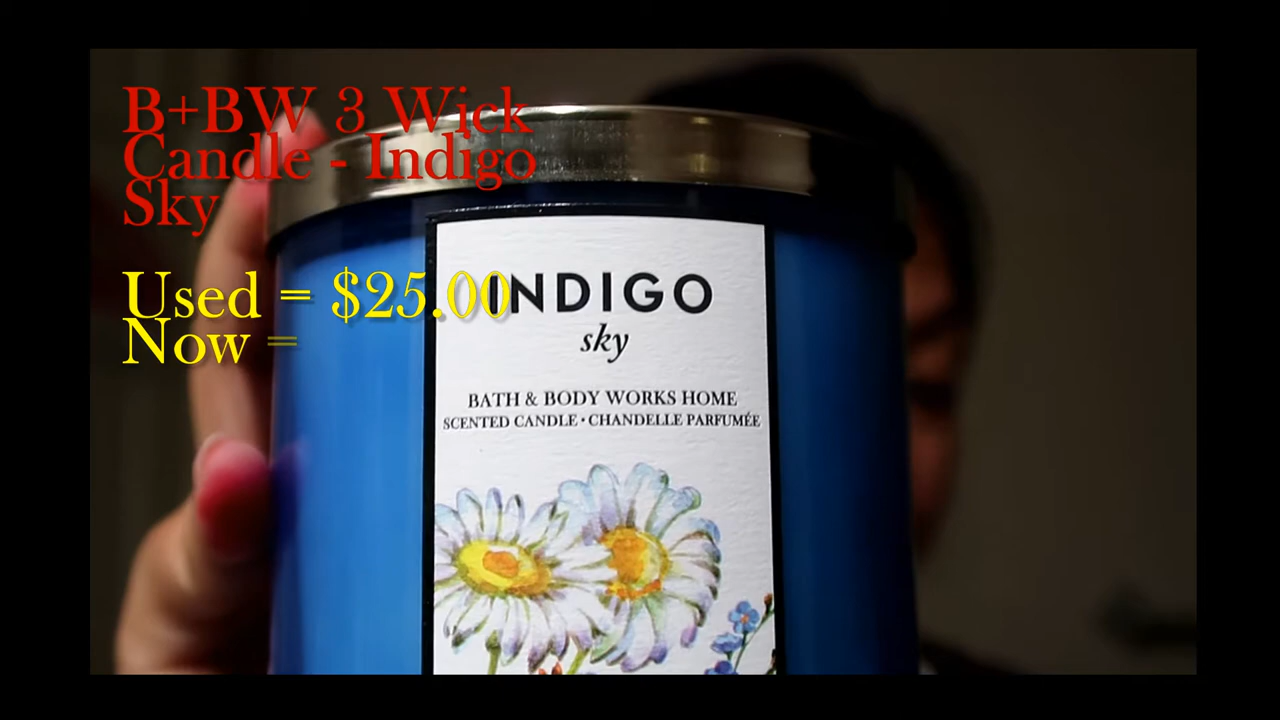 B+BW 3 Wick
Candle - Indigo
Sky
Used = $25.00
Now =
INDIGO
sky
BATH & BODY WORKS HOME
SCENTED CANDLE • CHANDELLE PARFUMÉE